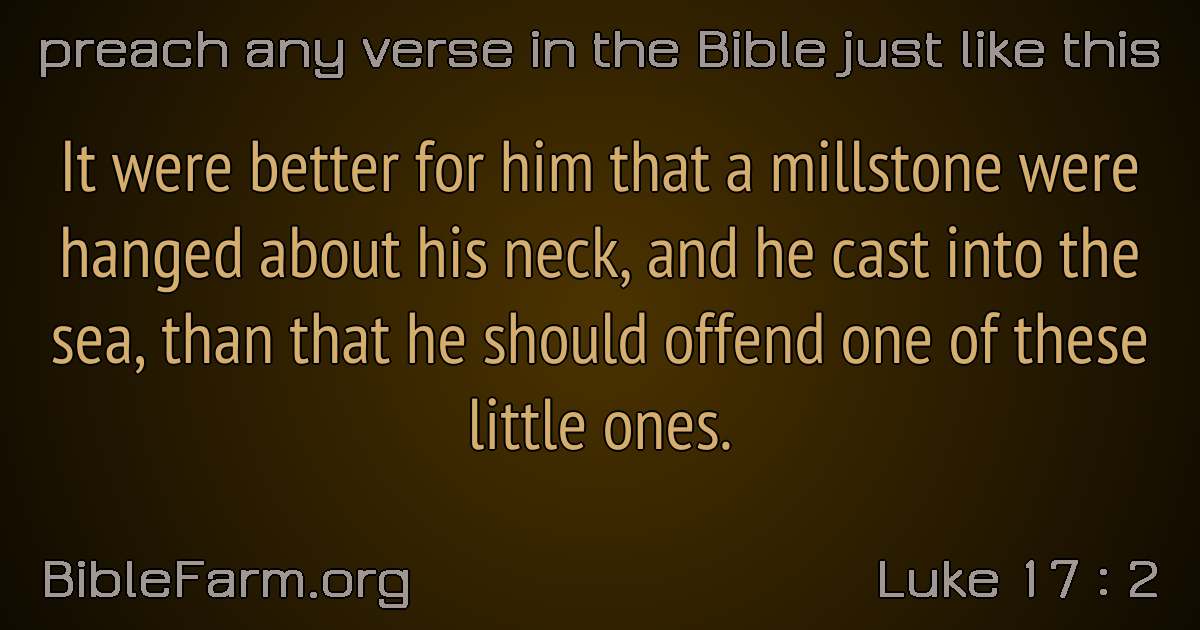 preach any verse in the Bible just like this
It were better for him that a millstone were
hanged about his neck, and he cast into the
sea, than that he should offend one of these
little ones.
BibleFarm.org
Luke 17 : 2